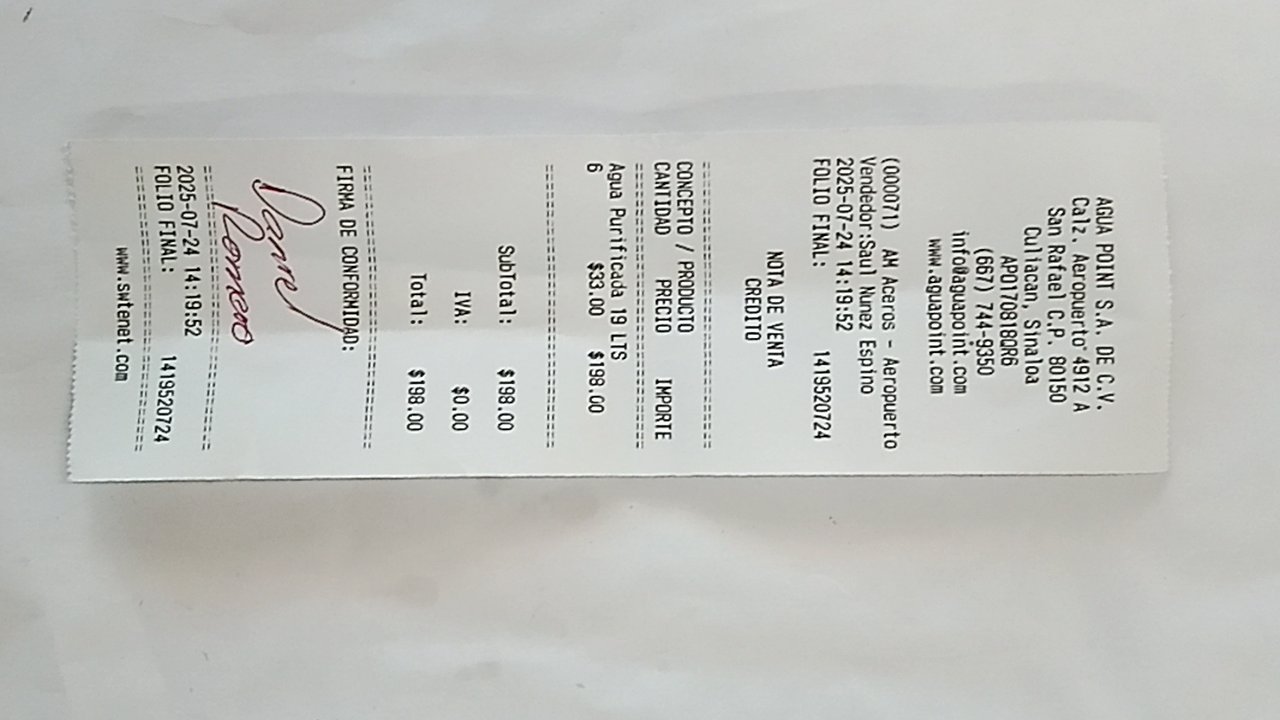 AGUA POINT S.A. DE C.V.
Calz. Aeropuerto 4912 A
San Rafael C.P. 80150
Culiacan, Sinaloa
APO170818QR6
(667) 744-9350
info@aguapoint.com
www.aguapoint.com
(000071) AM Aceros - Aeropuerto
Vendedor:Saul Nunez Espino
2025-07-24 14:19:52
FOLIO FINAL: 1419520724
NOTA DE VENTA
CREDITO
CONCEPTO / PRODUCTO
CANTIDAD PRECIO IMPORTE
Agua Purificada 19 LTS
6 $33.00 $198.00
SubTotal: $198.00
IVA: $0.00
Total: $198.00
FIRMA DE CONFORMIDAD:
Romero
2025-07-24 14:19:52
FOLIO FINAL: 1419520724
www.swtenet.com